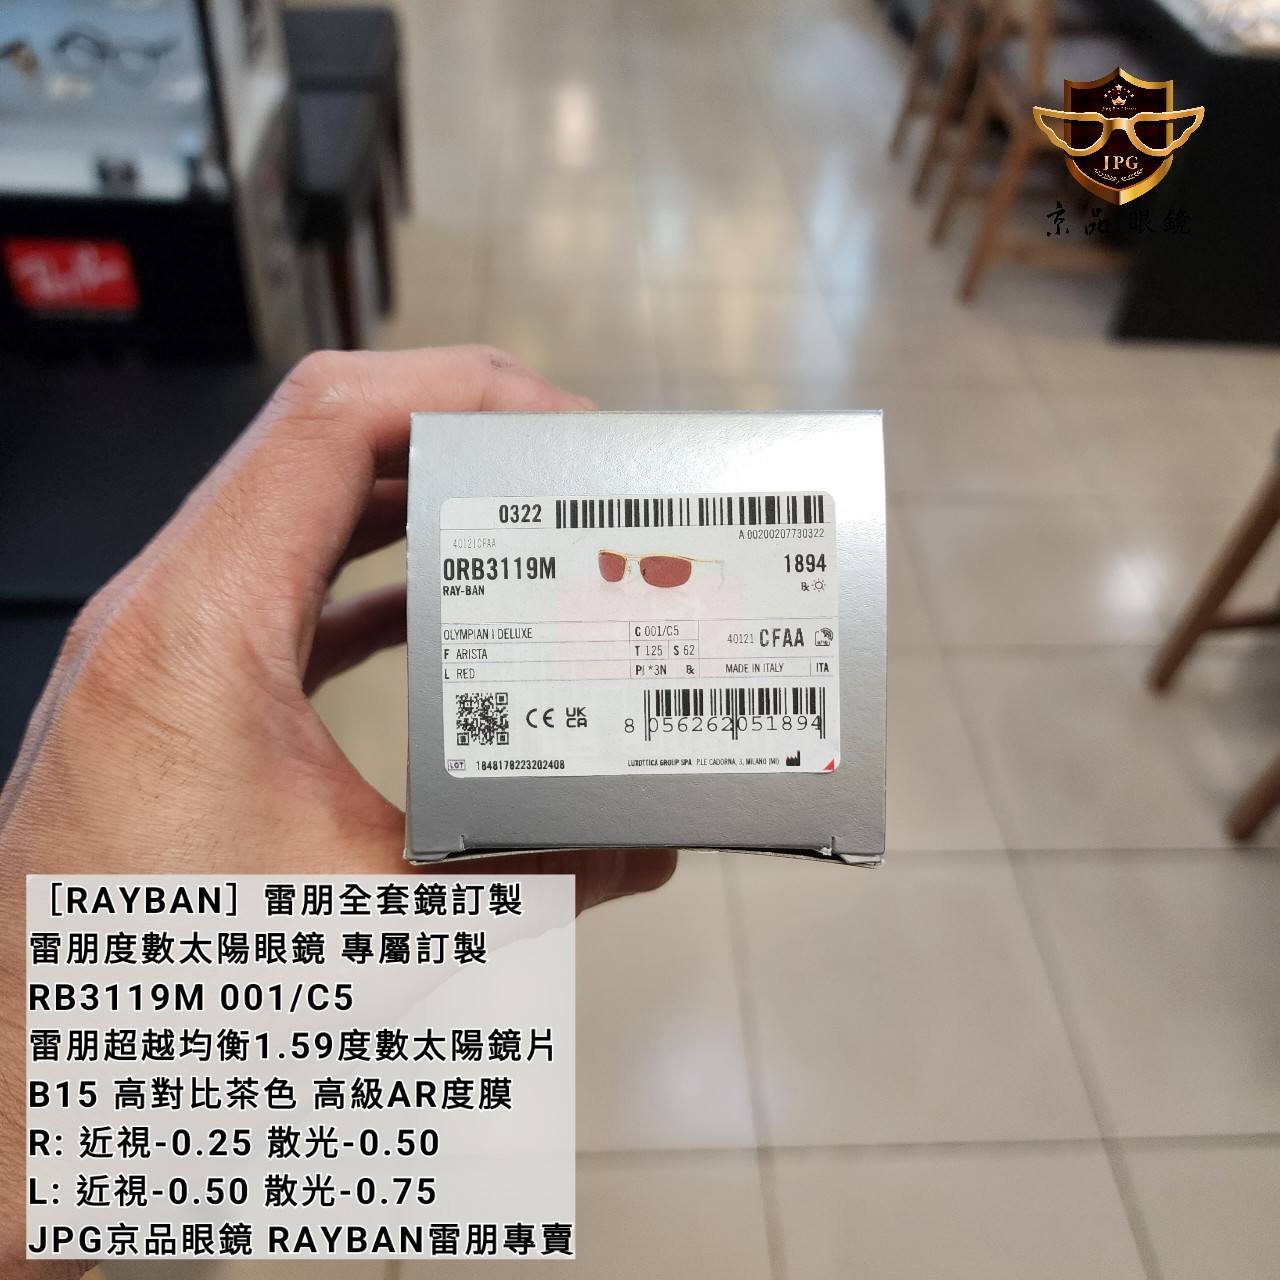 JPG
京品眼鏡
Ray-Ban
0322
A 00200207730322
40121CFAA
0RB3119M
1894
RAY-BAN
OLYMPIAN I DELUXE
C 001/C5
40121 CFAA
F ARISTA
T 125 S 62
L RED
P| *3N
MADE IN ITALY
ITA
CE UKCA
8 056262 051894
LOT 1848178223202408
LUXOTTICA GROUP SPA P.LE CADORNA, 3, MILANO (MI)
［RAYBAN］雷朋全套鏡訂製
雷朋度數太陽眼鏡 專屬訂製
RB3119M 001/C5
雷朋超越均衡1.59度數太陽鏡片
B15 高對比茶色 高級AR度膜
R: 近視-0.25 散光-0.50
L: 近視-0.50 散光-0.75
JPG京品眼鏡 RAYBAN雷朋專賣